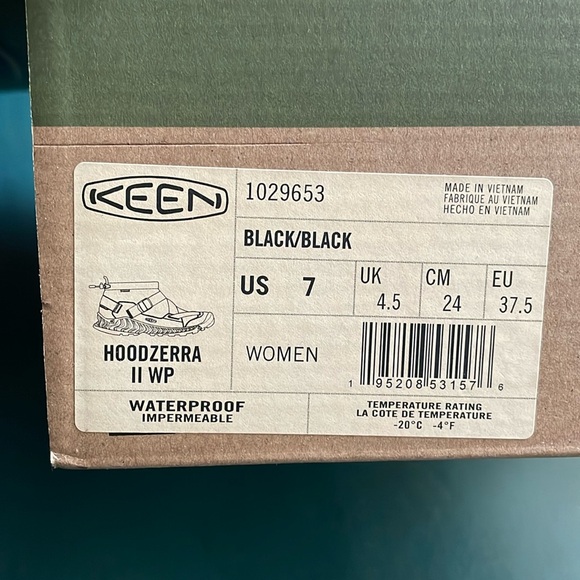 KEEN
1029653
MADE IN VIETNAM
FABRIQUE AU VIETNAM
HECHO EN VIETNAM
BLACK/BLACK
US 7
UK 4.5
CM 24
EU 37.5
HOODZERRA
II WP
WOMEN
1 95208 53157 6
WATERPROOF
IMPERMEABLE
TEMPERATURE RATING
LA COTE DE TEMPERATURE
-20°C -4°F